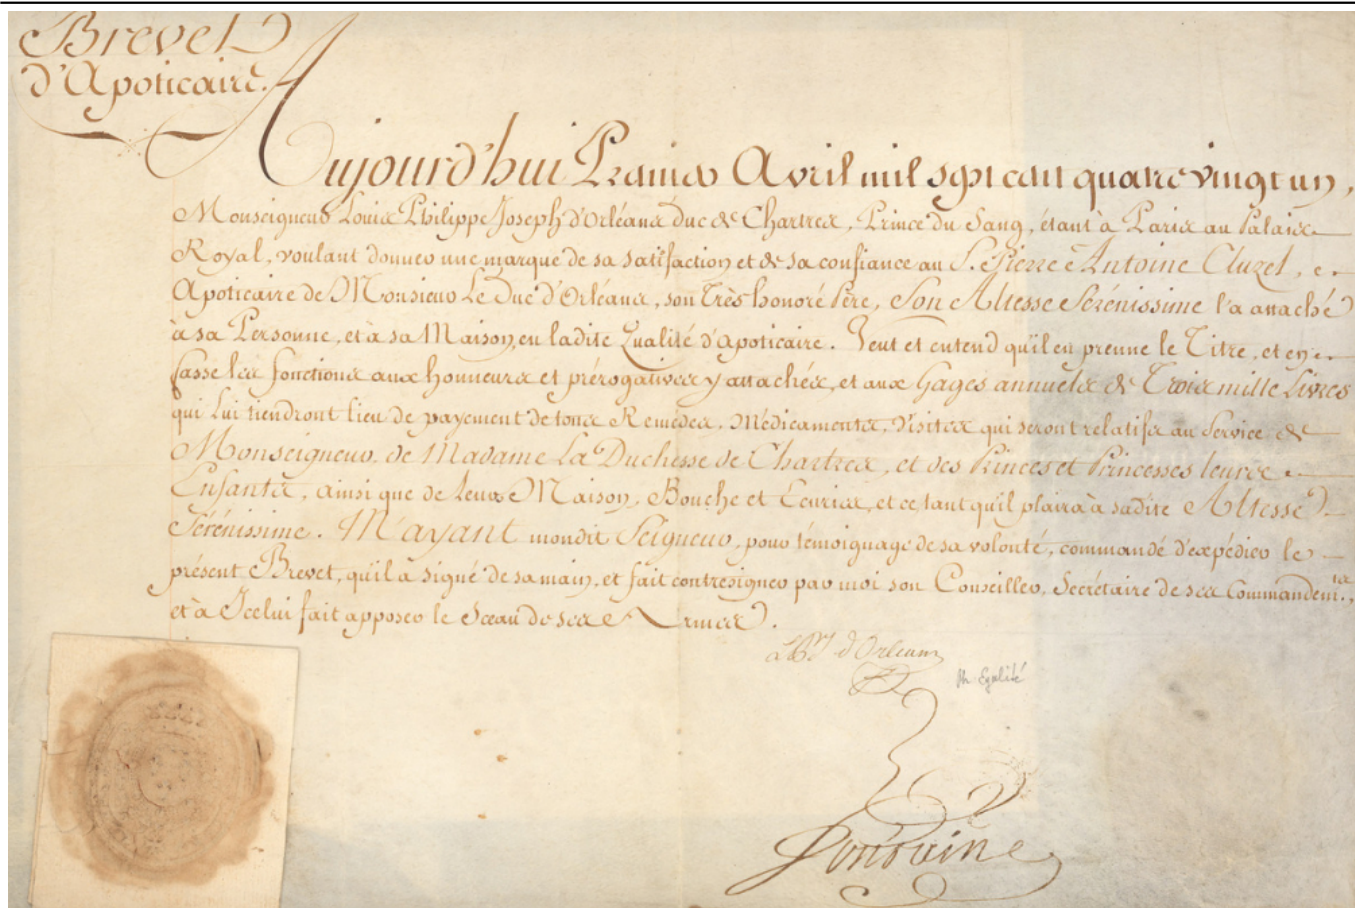 Brevet
d'Apoticaire.
Aujourd'hui Premier Avril mil sept cent quatre vingt un,
Monseigneur Louis Philippe Joseph d'Orléans duc de Chartres, Prince du Sang, étant à Paris au Palais
Royal, voulant donner une marque de sa satisfaction et de sa confiance au S. Pierre Antoine Cluzel,
Apoticaire de Monsieur Le Duc d'Orléans, son Très honoré Père, Son Altesse Sérénissime l'a attaché
à sa Personne, et à sa Maison, en ladite Qualité d'apoticaire. Veut et entend qu'il en prenne le Titre, et en
fasse les fonctions aux honneurs et prérogatives y attachés, et aux Gages annuels de Trois mille Livres
qui lui tiendront lieu de payement de tous Remèdes, Médicaments, Visites qui seront relatifs au Service de
Monseigneur, de Madame La Duchesse de Chartres, et des Princes et Princesses leurs
Enfants, ainsi que de leurs Maison, Bouche et Ecuries, et ce tant qu'il plaira à sadite Altesse
Sérénissime. M'ayant mondit Seigneur, pour témoignage de sa volonté, commandé d'expédier le
présent Brevet, qu'il a signé de sa main, et fait contresigner par moi son Conseiller, Secrétaire de ses Commandem.ts,
et à Icelui fait apposer le Sceau de ses Armes.
d'Orleans
Ph. Egalité